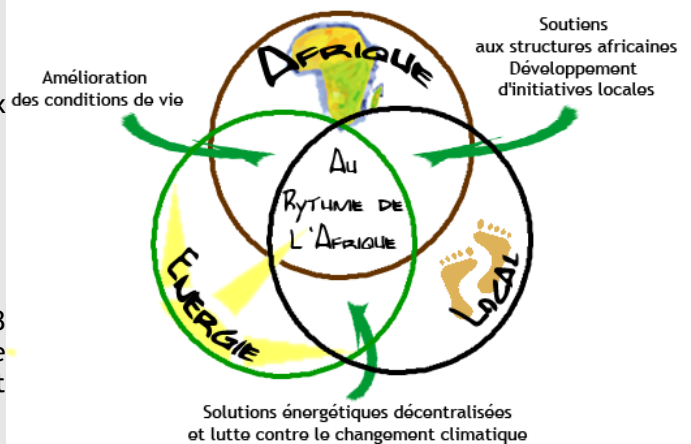 Soutiens
aux structures africaines
Développement
d'initiatives locales
Amélioration
des conditions de vie
x
AFRIQUE
Au
RYTHME DE
L'AFRIQUE
ENERGIE
LOCAL
3
e
t
Solutions énergétiques décentralisées
et lutte contre le changement climatique